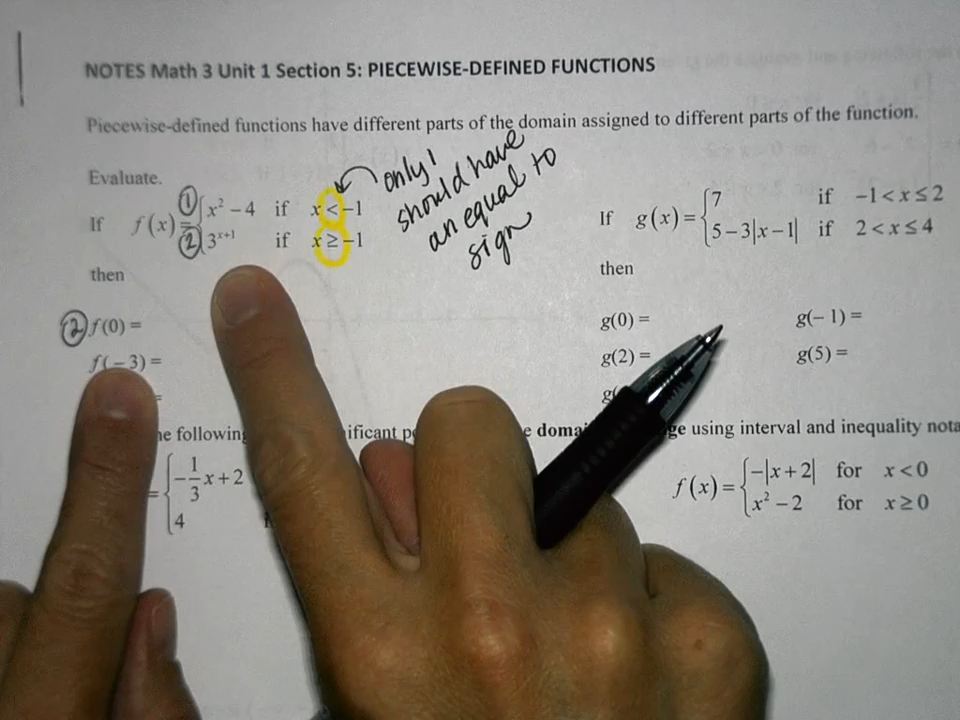 NOTES Math 3 Unit 1 Section 5: PIECEWISE-DEFINED FUNCTIONS
Piecewise-defined functions have different parts of the domain assigned to different parts of the function.
Evaluate.
only!
should have
an equal to
sign
If f(x) =
① x² – 4 if x < –1
② 3^(x+1) if x ≥ –1
then
② f(0) =
f(–3) =
=
If g(x) =
7 if –1 < x ≤ 2
5 – 3|x – 1| if 2 < x ≤ 4
then
g(0) = g(– 1) =
g(2) = g(5) =
g(
he following ificant e domai ge using interval and inequality nota
= –1/3 x + 2
4
f(x) =
–|x + 2| for x < 0
x² – 2 for x ≥ 0